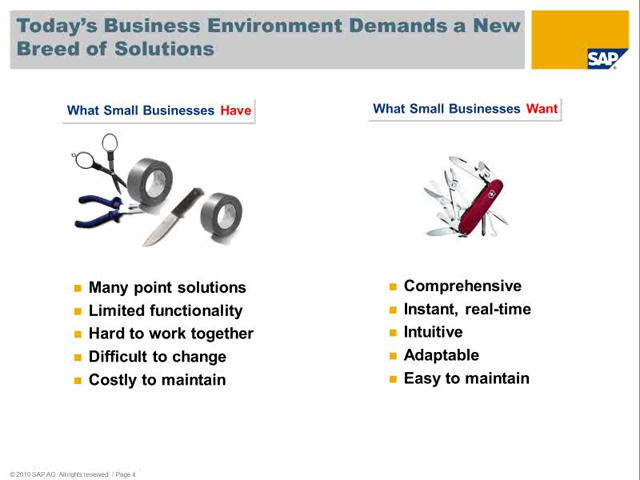 Today's Business Environment Demands a New
Breed of Solutions
SAP
What Small Businesses Have
Many point solutions
Limited functionality
Hard to work together
Difficult to change
Costly to maintain
What Small Businesses Want
Comprehensive
Instant, real-time
Intuitive
Adaptable
Easy to maintain
© 2010 SAP AG. All rights reserved. / Page 4